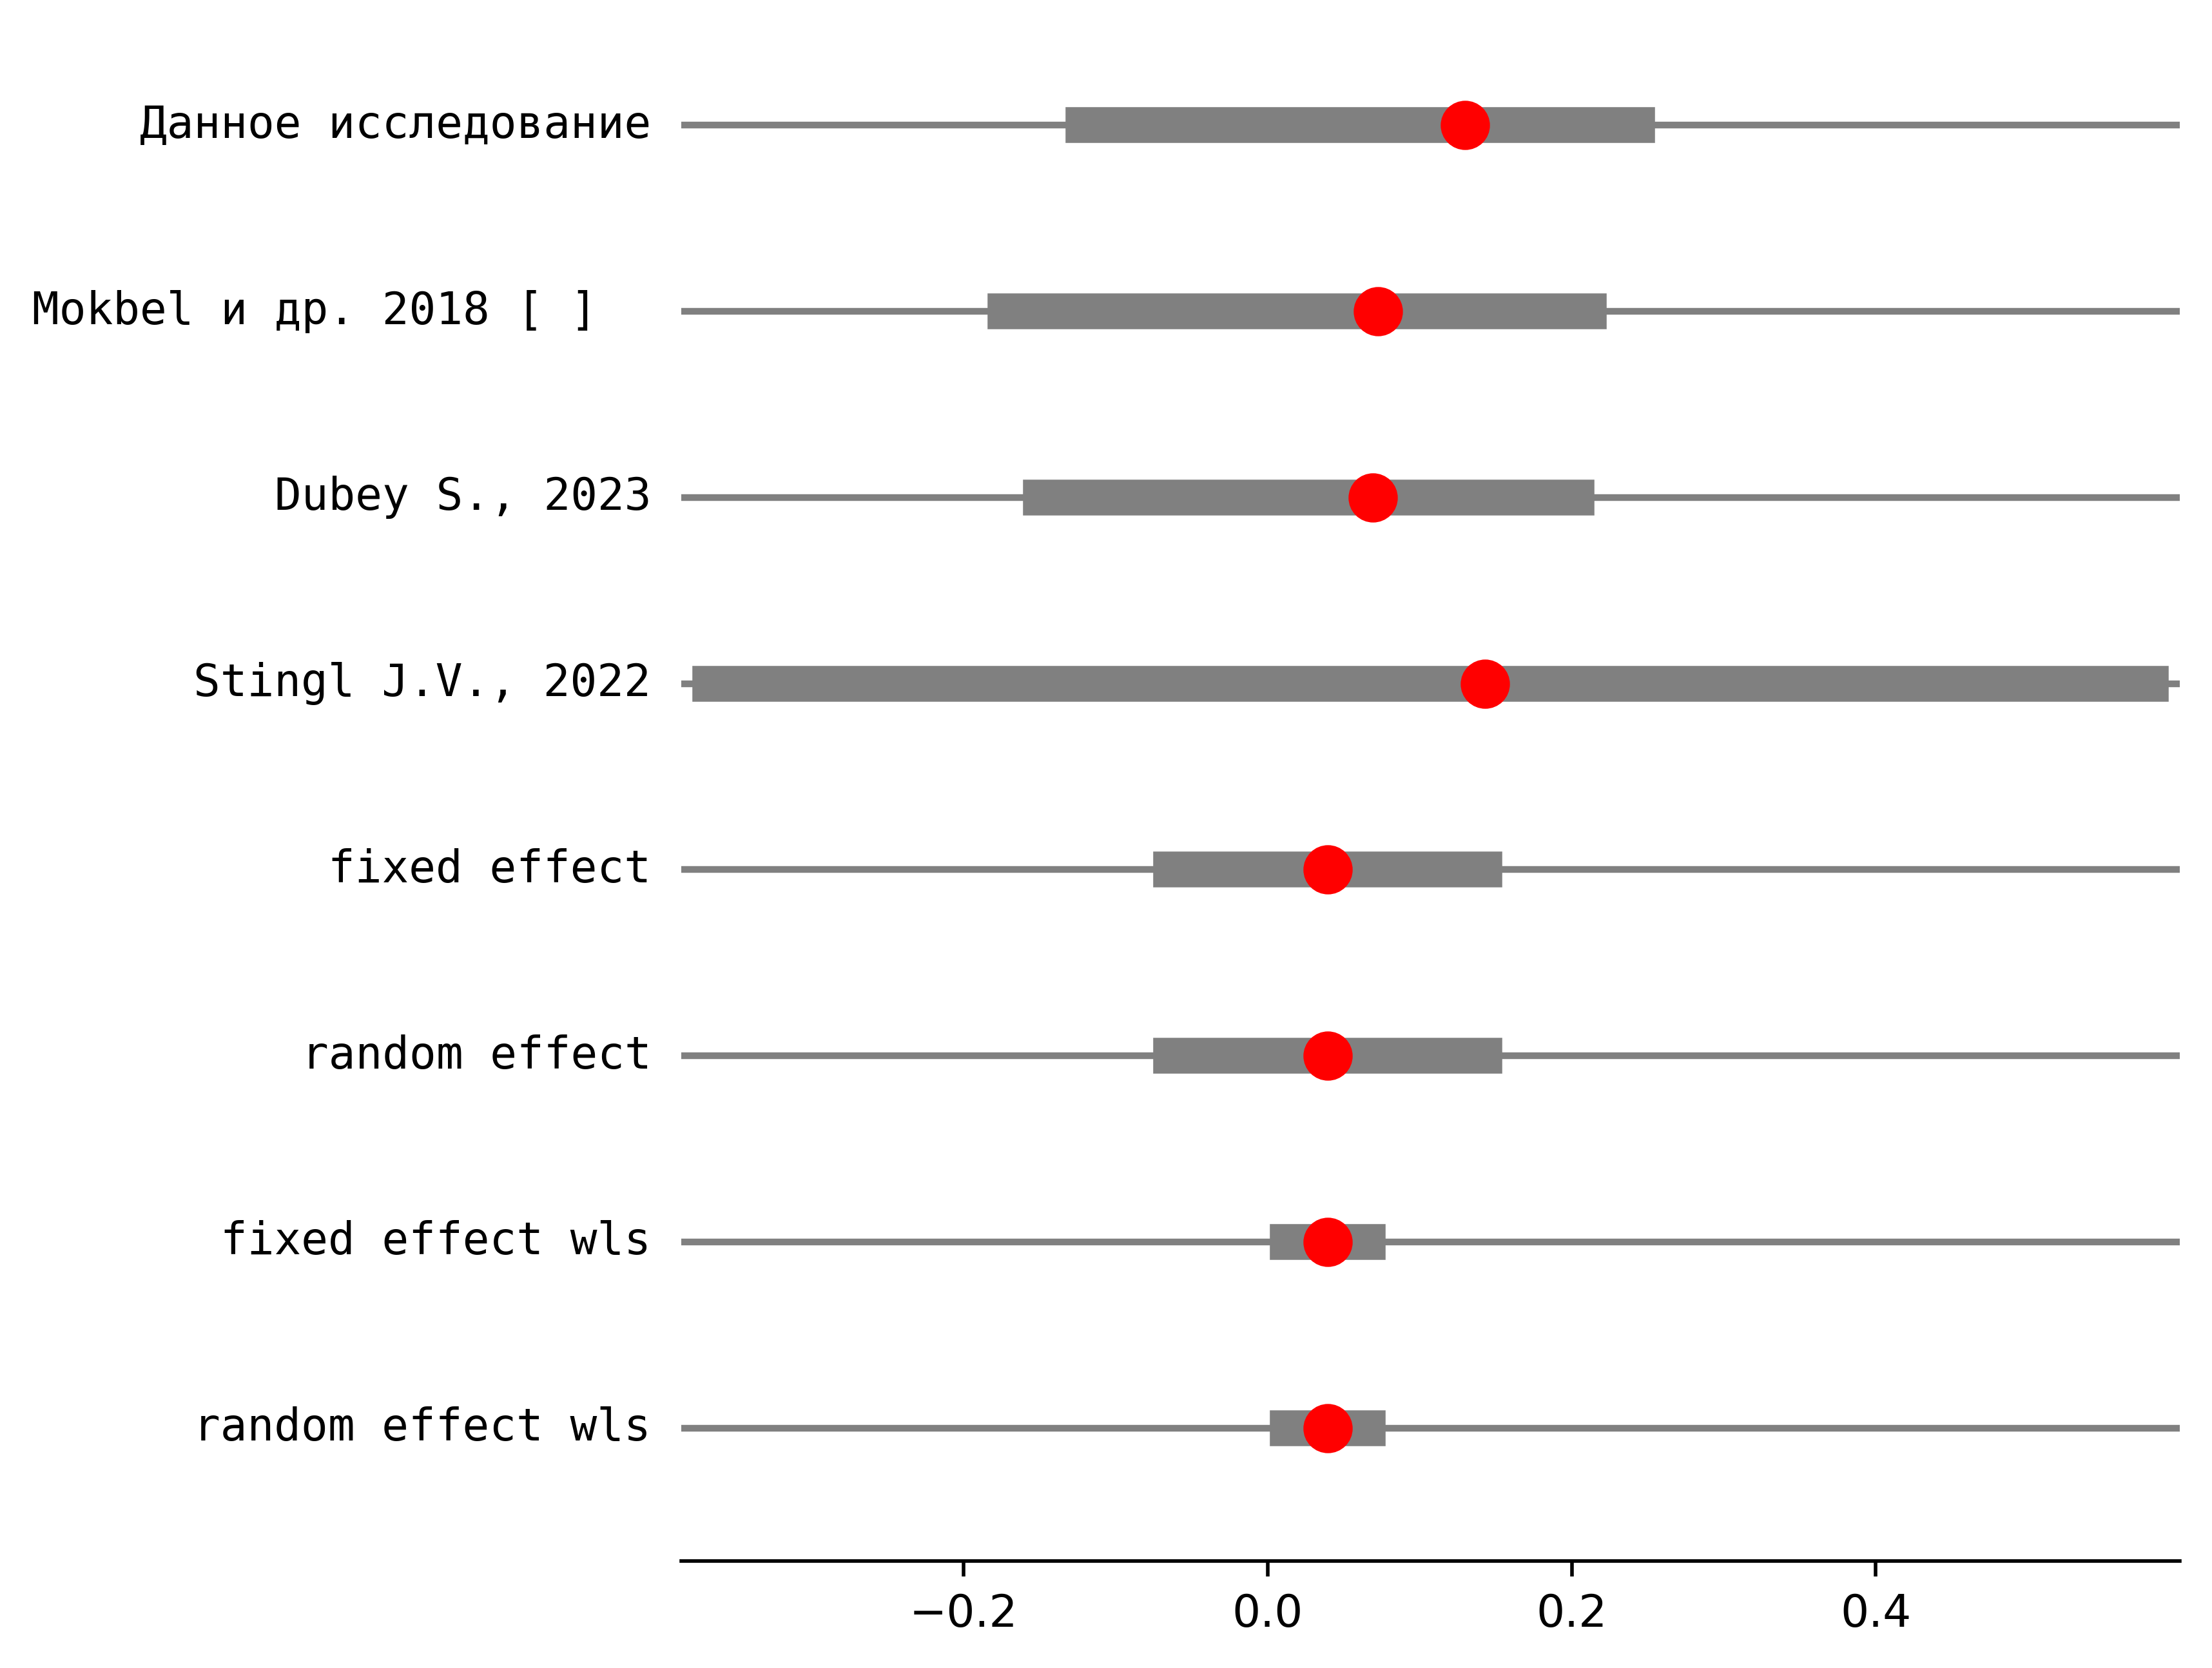 Данное исследование
Mokbel и др. 2018 [ ]
Dubey S., 2023
Stingl J.V., 2022
fixed effect
random effect
fixed effect wls
random effect wls
−0.2 0.0 0.2 0.4